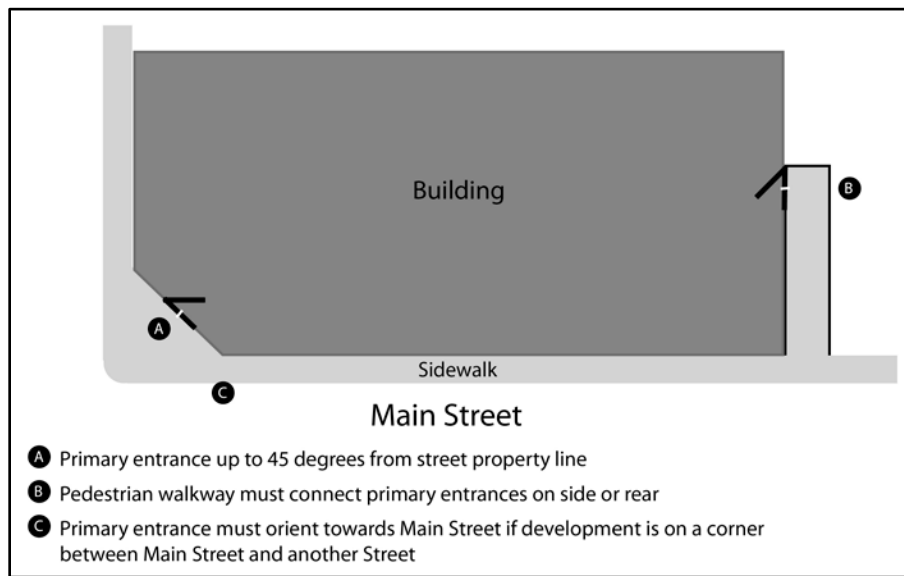 Building
B
A
Sidewalk
C
Main Street
A Primary entrance up to 45 degrees from street property line
B Pedestrian walkway must connect primary entrances on side or rear
C Primary entrance must orient towards Main Street if development is on a corner
between Main Street and another Street